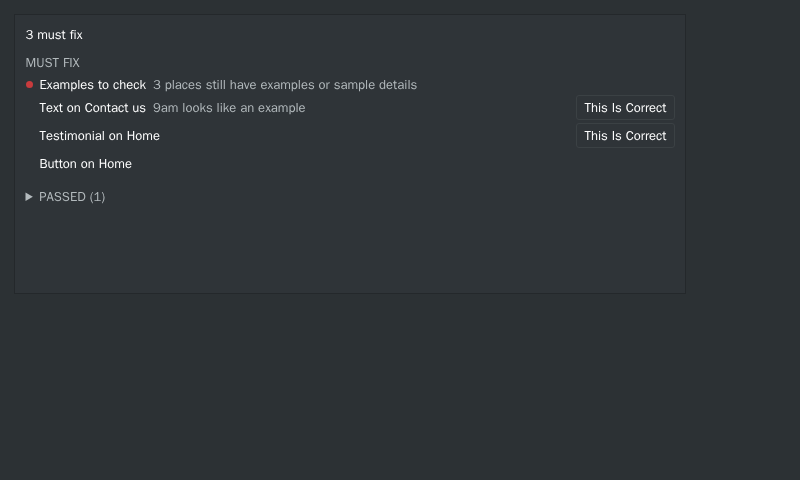 3 must fix
MUST FIX
Examples to check 3 places still have examples or sample details
Text on Contact us 9am looks like an example This Is Correct
Testimonial on Home This Is Correct
Button on Home
PASSED (1)